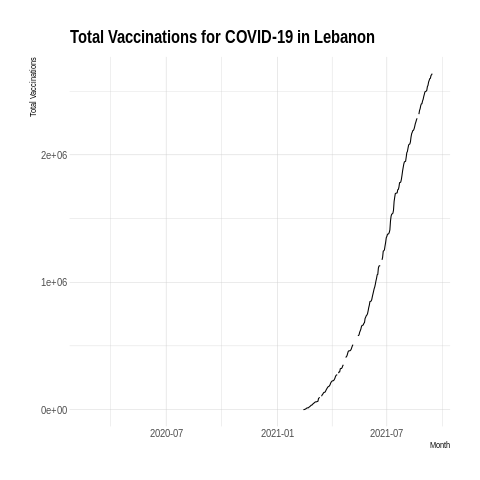 Total Vaccinations for COVID-19 in Lebanon
Total Vaccinations
2e+06
1e+06
0e+00
2020-07
2021-01
2021-07
Month